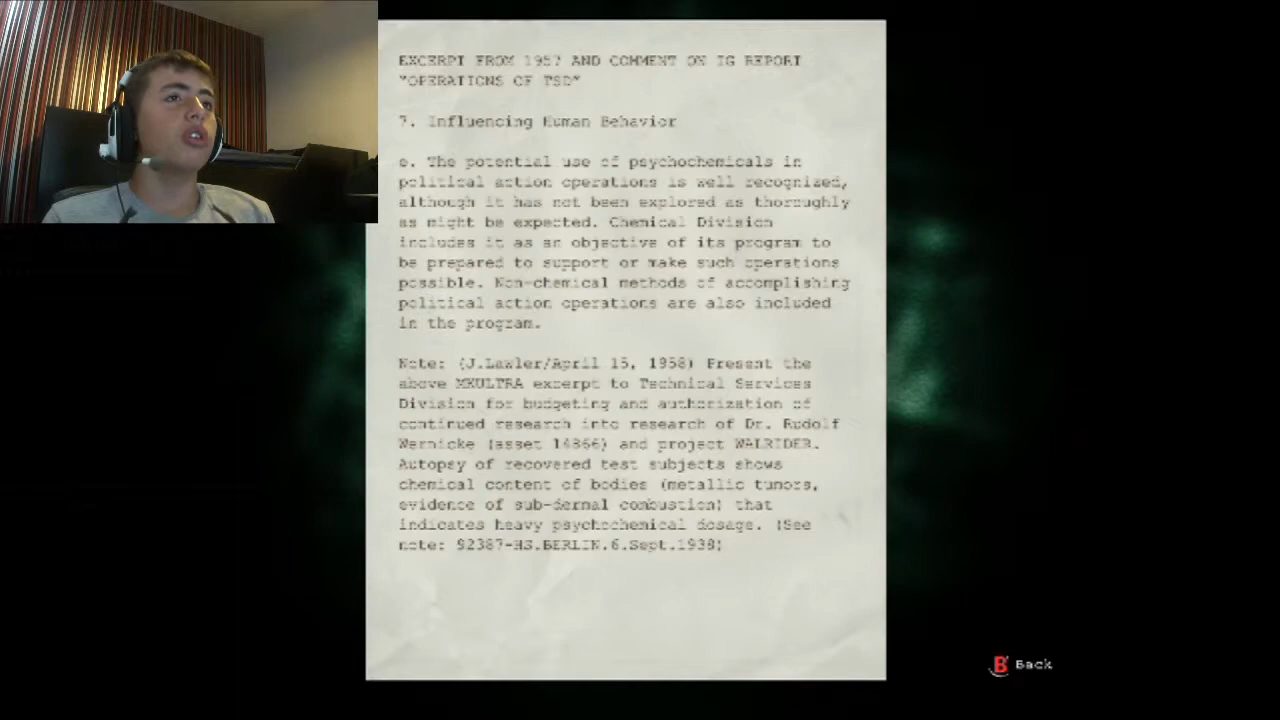 EXCERPT FROM 1957 AND COMMENT ON IG REPORT
"OPERATIONS OF TSD"
7. Influencing Human Behavior
e. The potential use of psychochemicals in
political action operations is well recognized,
although it has not been explored as thoroughly
as might be expected. Chemical Division
includes it as an objective of its program to
be prepared to support or make such operations
possible. Non-chemical methods of accomplishing
political action operations are also included
in the program.
Note: (J.Lawler/April 15, 1958) Present the
above MKULTRA excerpt to Technical Services
Division for budgeting and authorization of
continued research into research of Dr. Rudolf
Wernicke (asset 14866) and project WALRIDER.
Autopsy of recovered test subjects shows
chemical content of bodies (metallic tumors,
evidence of sub-dermal combustion) that
indicates heavy psychochemical dosage. (See
note: 92387-HS.BERLIN.6.Sept.1938)
B Back